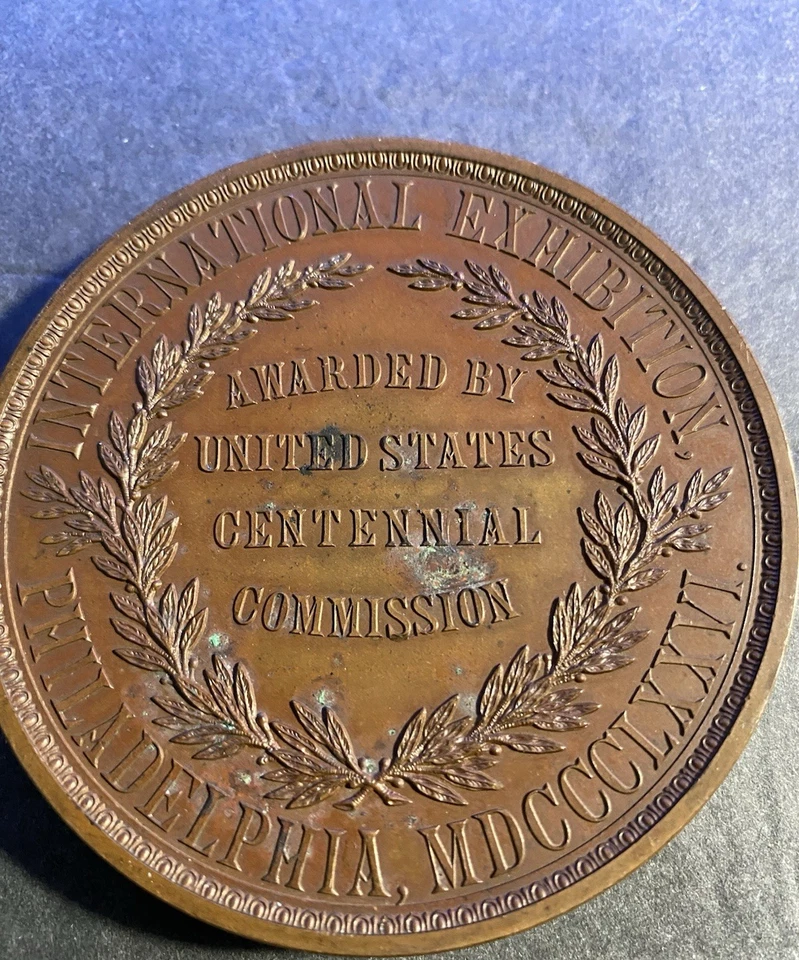 INTERNATIONAL EXHIBITION,
AWARDED BY
UNITED STATES
CENTENNIAL
COMMISSION
PHILADELPHIA, MDCCCLXXVI.